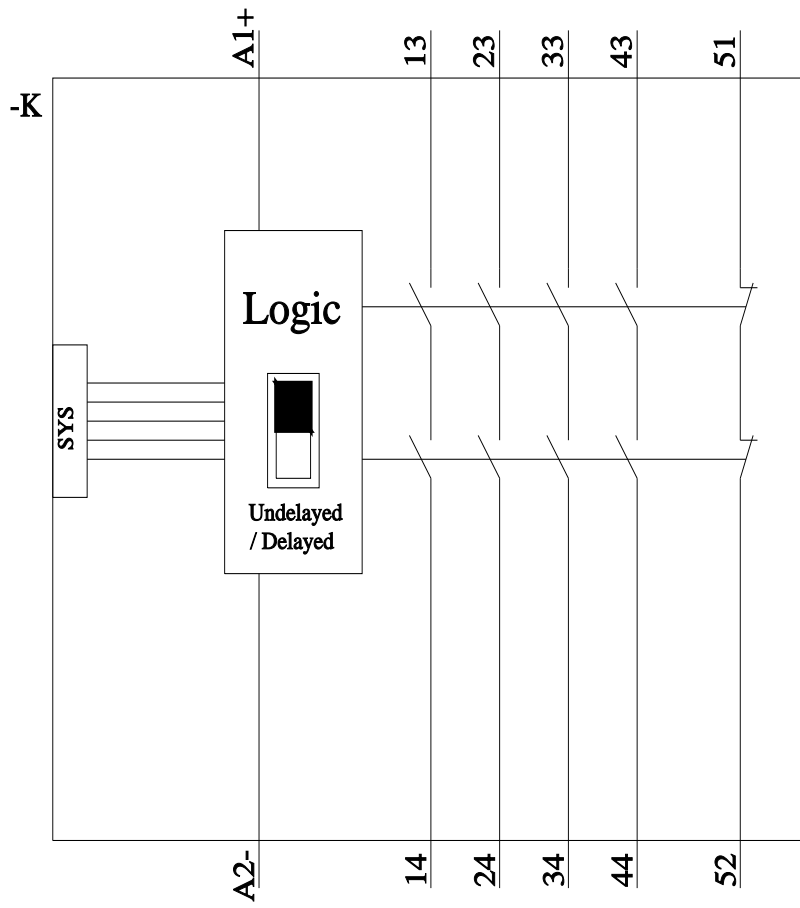 A1+
13
23
33
43
51
-K
Logic
SYS
Undelayed
/ Delayed
A2-
14
24
34
44
52